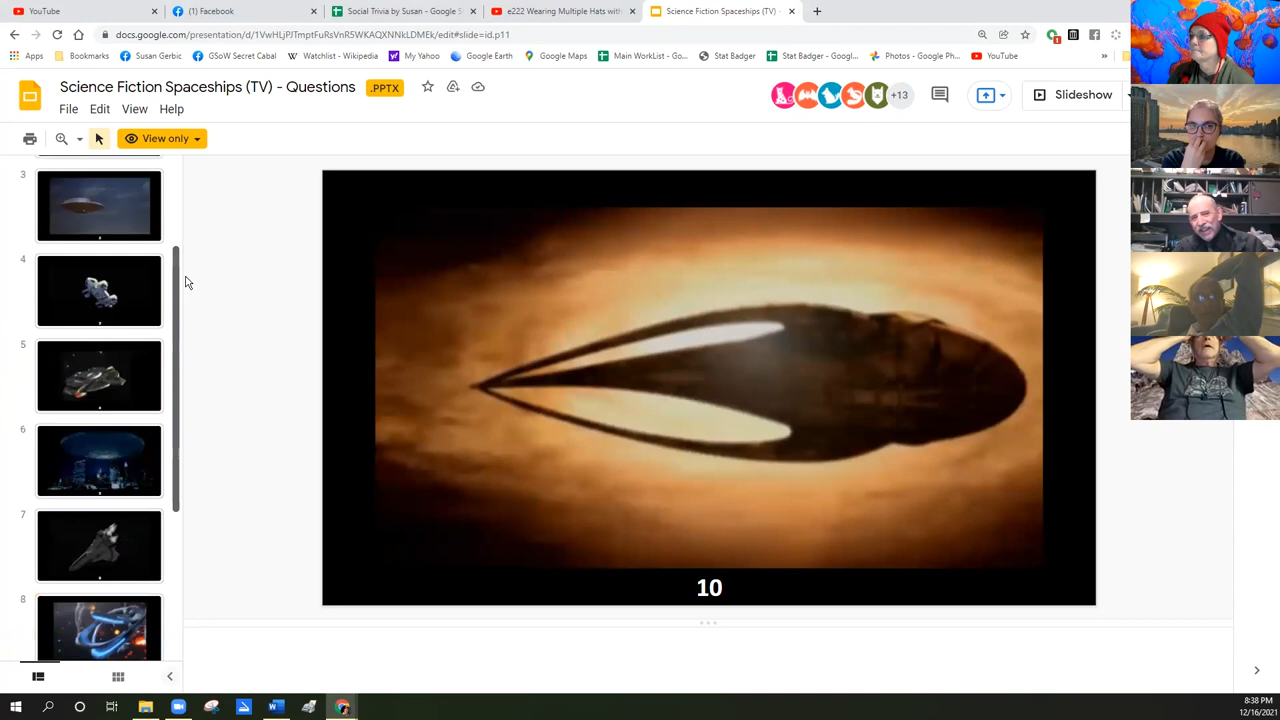 YouTube
(1) Facebook
Social Trivia by Susan - Google S
e222 Wearing Multiple Hats with
Science Fiction Spaceships (TV) -
docs.google.com/presentation/d/1VwHLjPJTmptFuRsVnR5WKAQXNNkLDMEk/edit#slide=id.p11
Apps
Bookmarks
Susan Gerbic
GSoW Secret Cabal
Watchlist - Wikipedia
My Yahoo
Google Earth
Google Maps
Main WorkList - Go...
Stat Badger
Stat Badger - Googl...
Photos - Google Ph...
YouTube
»
Science Fiction Spaceships (TV) - Questions
.PPTX
File Edit View Help
+13
Slideshow
View only
3
4
5
6
7
8
10
8:38 PM
12/16/2021